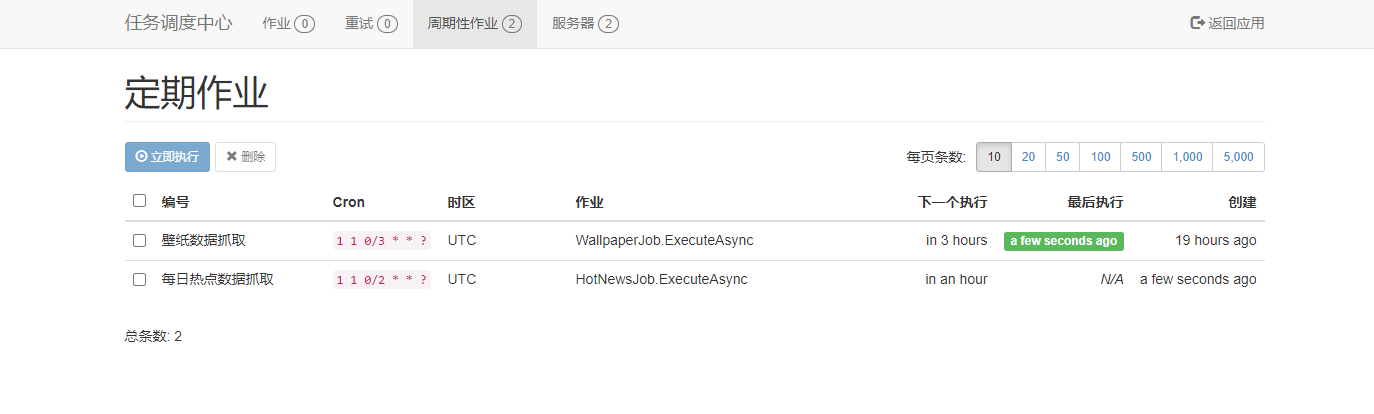 任务调度中心 作业 0 重试 0 周期性作业 2 服务器 2 返回应用
定期作业
立即执行 删除 每页条数: 10 20 50 100 500 1,000 5,000
编号 Cron 时区 作业 下一个执行 最后执行 创建
壁纸数据抓取 1 1 0/3 * * ? UTC WallpaperJob.ExecuteAsync in 3 hours a few seconds ago 19 hours ago
每日热点数据抓取 1 1 0/2 * * ? UTC HotNewsJob.ExecuteAsync in an hour N/A a few seconds ago
总条数: 2